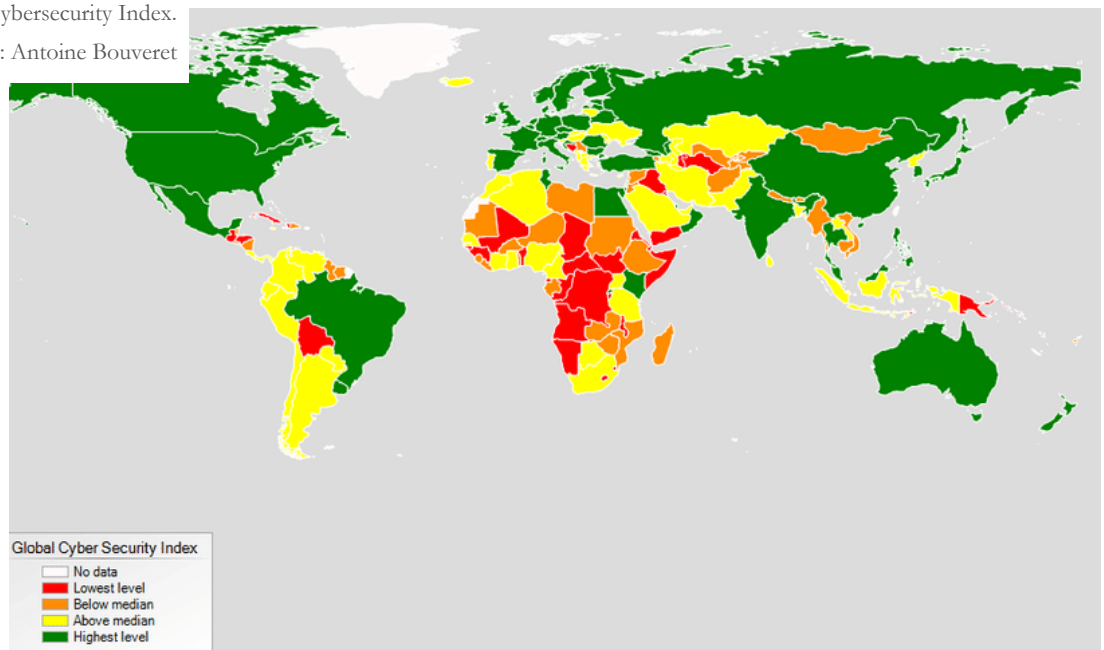 ybersecurity Index.
: Antoine Bouveret
Global Cyber Security Index
No data
Lowest level
Below median
Above median
Highest level